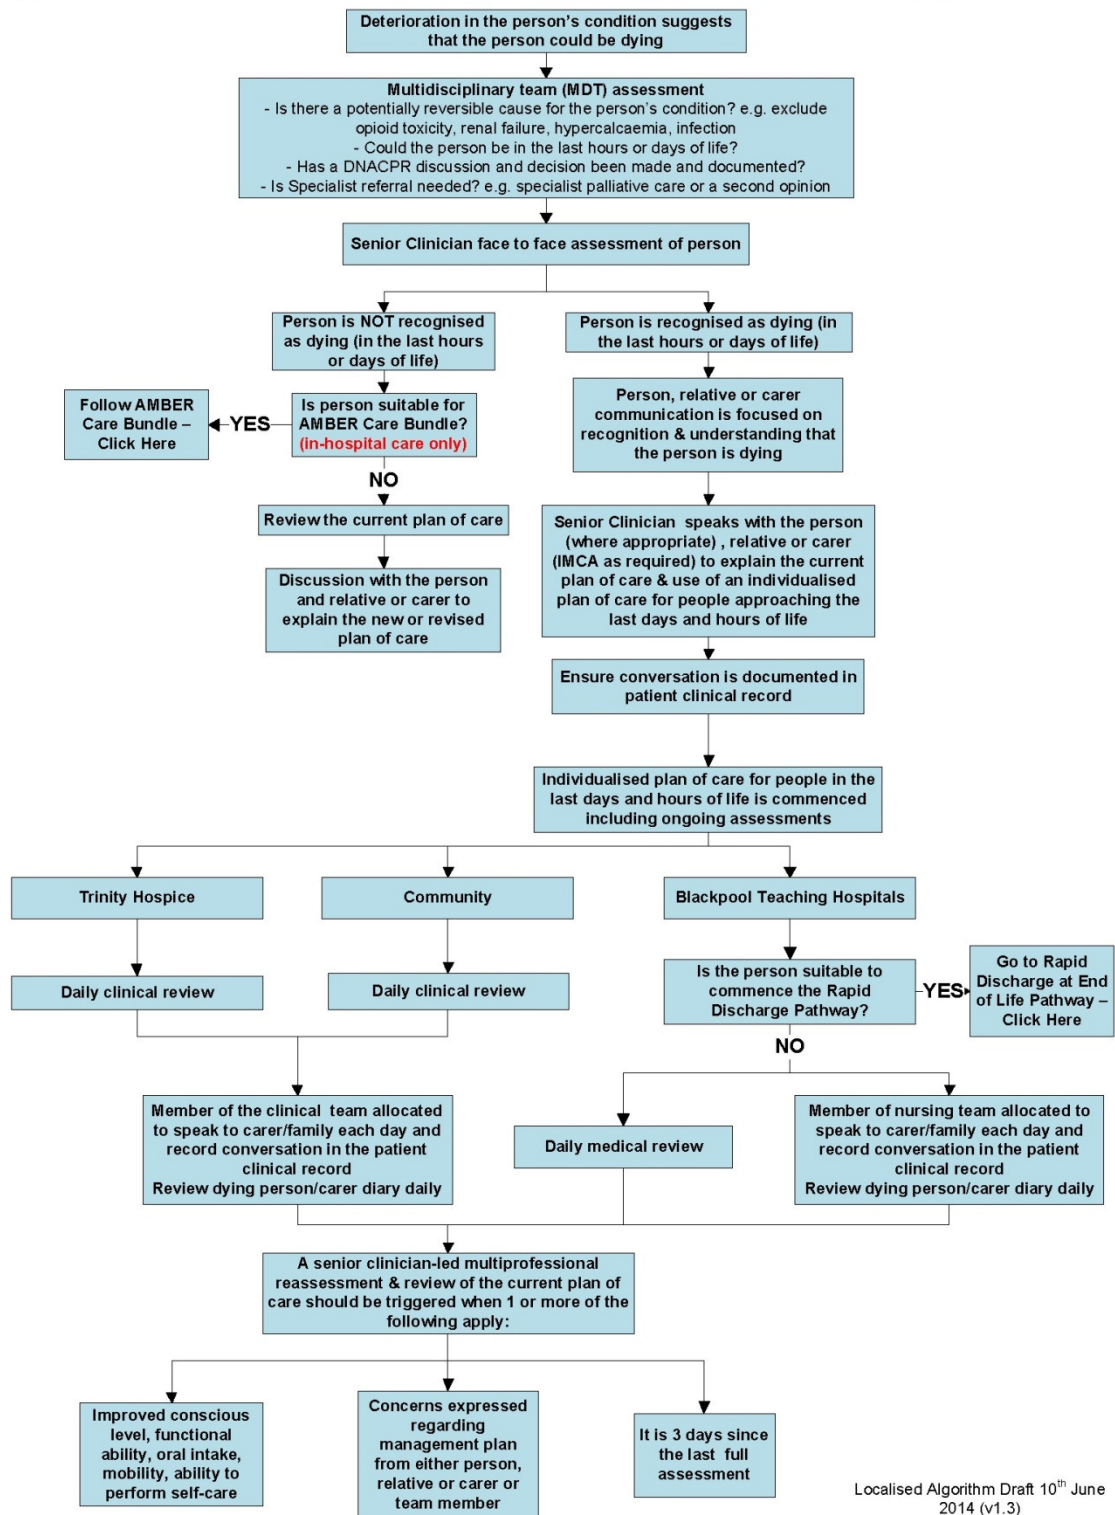 Deterioration in the person's condition suggests
that the person could be dying
Multidisciplinary team (MDT) assessment
- Is there a potentially reversible cause for the person's condition? e.g. exclude
opioid toxicity, renal failure, hypercalcaemia, infection
- Could the person be in the last hours or days of life?
- Has a DNACPR discussion and decision been made and documented?
- Is Specialist referral needed? e.g. specialist palliative care or a second opinion
Senior Clinician face to face assessment of person
Person is NOT recognised
as dying (in the last hours
or days of life)
Person is recognised as dying (in
the last hours or days of life)
Follow AMBER
Care Bundle –
Click Here
YES
Is person suitable for
AMBER Care Bundle?
(in-hospital care only)
Person, relative or carer
communication is focused on
recognition & understanding that
the person is dying
NO
Review the current plan of care
Discussion with the person
and relative or carer to
explain the new or revised
plan of care
Senior Clinician speaks with the person
(where appropriate) , relative or carer
(IMCA as required) to explain the current
plan of care & use of an individualised
plan of care for people approaching the
last days and hours of life
Ensure conversation is documented in
patient clinical record
Individualised plan of care for people in the
last days and hours of life is commenced
including ongoing assessments
Trinity Hospice
Community
Blackpool Teaching Hospitals
Daily clinical review
Daily clinical review
Is the person suitable to
commence the Rapid
Discharge Pathway?
YES
Go to Rapid
Discharge at End
of Life Pathway –
Click Here
NO
Member of the clinical team allocated
to speak to carer/family each day and
record conversation in the patient
clinical record
Review dying person/carer diary daily
Daily medical review
Member of nursing team allocated to
speak to carer/family each day and
record conversation in the patient
clinical record
Review dying person/carer diary daily
A senior clinician-led multiprofessional
reassessment & review of the current plan of
care should be triggered when 1 or more of the
following apply:
Improved conscious
level, functional
ability, oral intake,
mobility, ability to
perform self-care
Concerns expressed
regarding
management plan
from either person,
relative or carer or
team member
It is 3 days since
the last full
assessment
Localised Algorithm Draft 10th June
2014 (v1.3)